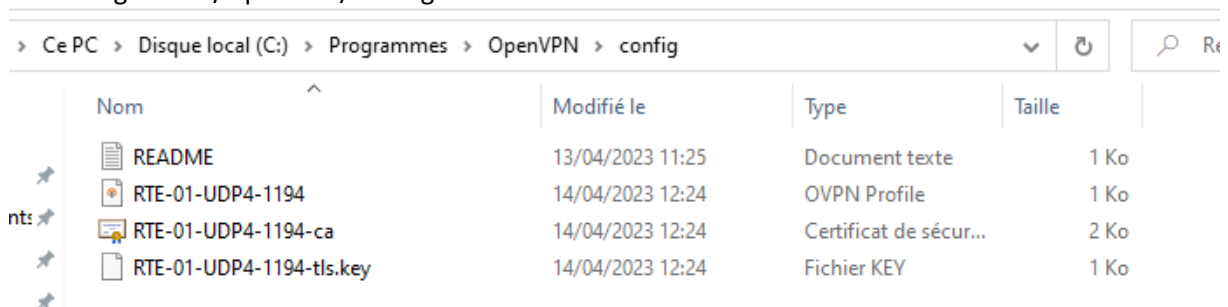 > Ce PC > Disque local (C:) > Programmes > OpenVPN > config
Nom Modifié le Type Taille
README 13/04/2023 11:25 Document texte 1 Ko
RTE-01-UDP4-1194 14/04/2023 12:24 OVPN Profile 1 Ko
RTE-01-UDP4-1194-ca 14/04/2023 12:24 Certificat de sécur... 2 Ko
RTE-01-UDP4-1194-tls.key 14/04/2023 12:24 Fichier KEY 1 Ko